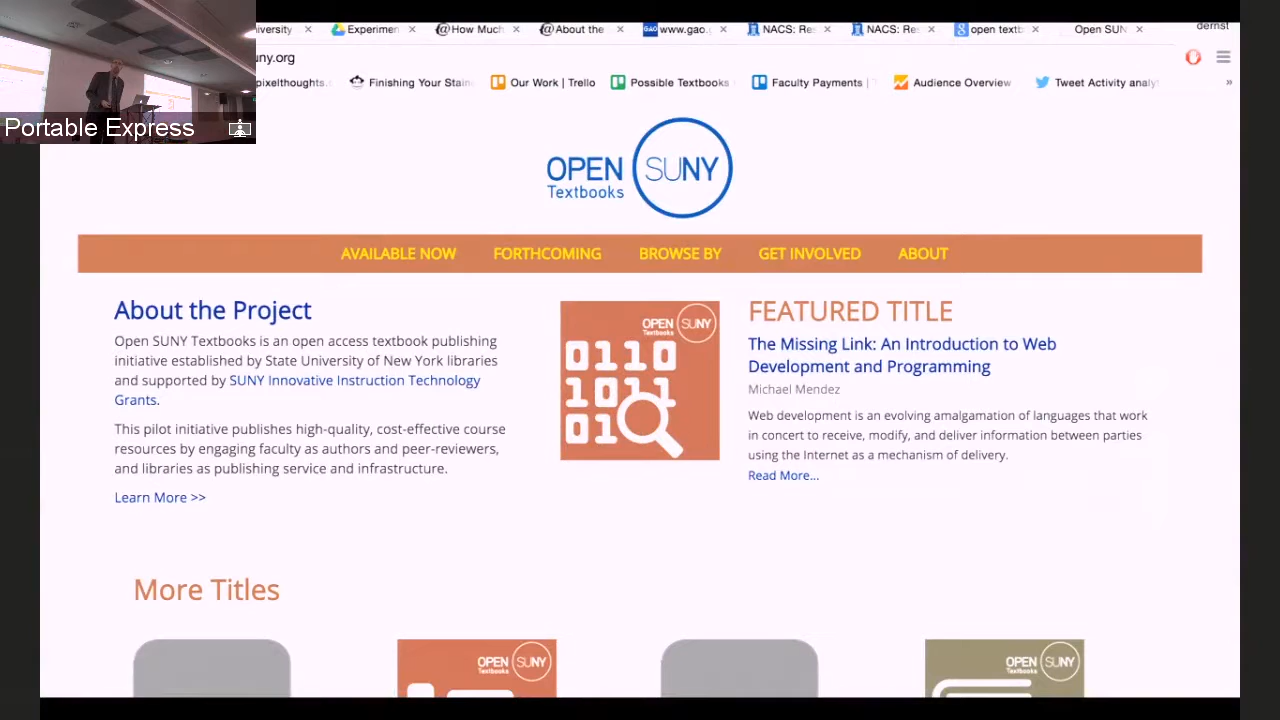 iversity
Experimen
@How Much
@About the
GAO www.gao.
NACS: Res
NACS: Res
open textb
Open SUN
dernst
uny.org
pixelthoughts.
Finishing Your Staine
Our Work | Trello
Possible Textbooks
Faculty Payments |
Audience Overview
Tweet Activity analyt
»
Portable Express
OPEN SUNY
Textbooks
AVAILABLE NOW FORTHCOMING BROWSE BY GET INVOLVED ABOUT
About the Project
Open SUNY Textbooks is an open access textbook publishing
initiative established by State University of New York libraries
and supported by SUNY Innovative Instruction Technology
Grants.
This pilot initiative publishes high-quality, cost-effective course
resources by engaging faculty as authors and peer-reviewers,
and libraries as publishing service and infrastructure.
Learn More >>
OPEN SUNY
Textbooks
0110
1011
01
FEATURED TITLE
The Missing Link: An Introduction to Web
Development and Programming
Michael Mendez
Web development is an evolving amalgamation of languages that work
in concert to receive, modify, and deliver information between parties
using the Internet as a mechanism of delivery.
Read More...
More Titles
OPEN SUNY
Textbooks
OPEN SUNY
Textbooks